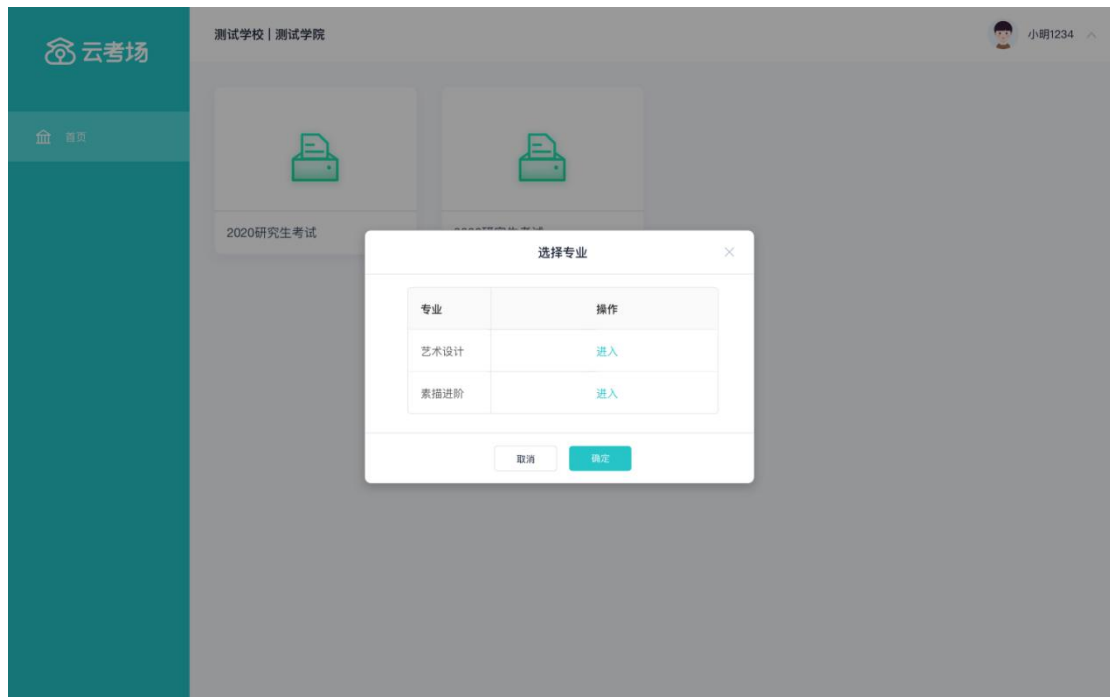 云考场
测试学校 | 测试学院
小明1234
首页
2020研究生考试
选择专业
专业 操作
艺术设计 进入
素描进阶 进入
取消 确定